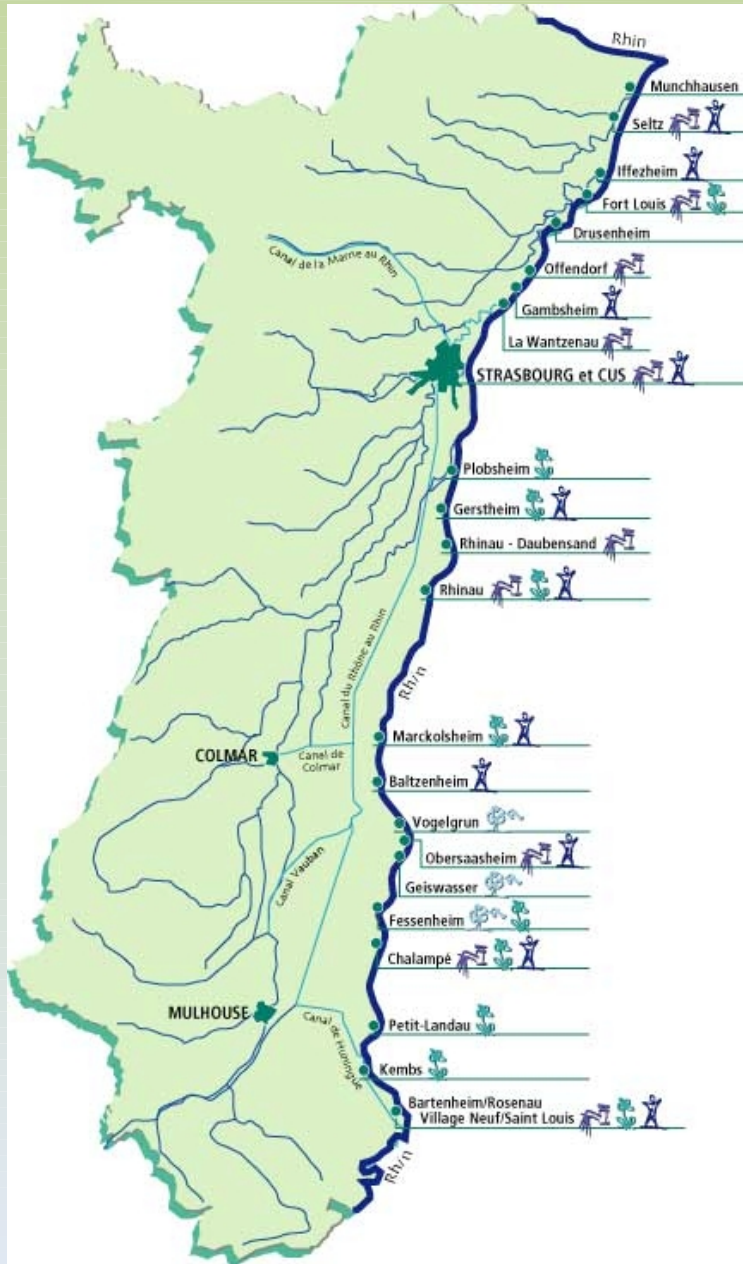 Rhin
Munchhausen
Seltz
Iffezheim
Fort Louis
Drusenheim
Canal de la Marne au Rhin
Offendorf
Gambsheim
La Wantzenau
STRASBOURG et CUS
Plobsheim
Gerstheim
Rhinau - Daubensand
Rhinau
Canal du Rhône au Rhin
Rhin
Marckolsheim
COLMAR
Canel de
Colmar
Baltzenheim
Vogelgrun
Obersaasheim
Canal Vauban
Geiswasser
Fessenheim
Chalampé
MULHOUSE
Canal de Huningue
Petit-Landau
Kembs
Bartenheim/Rosenau
Village Neuf/Saint Louis
Rhin